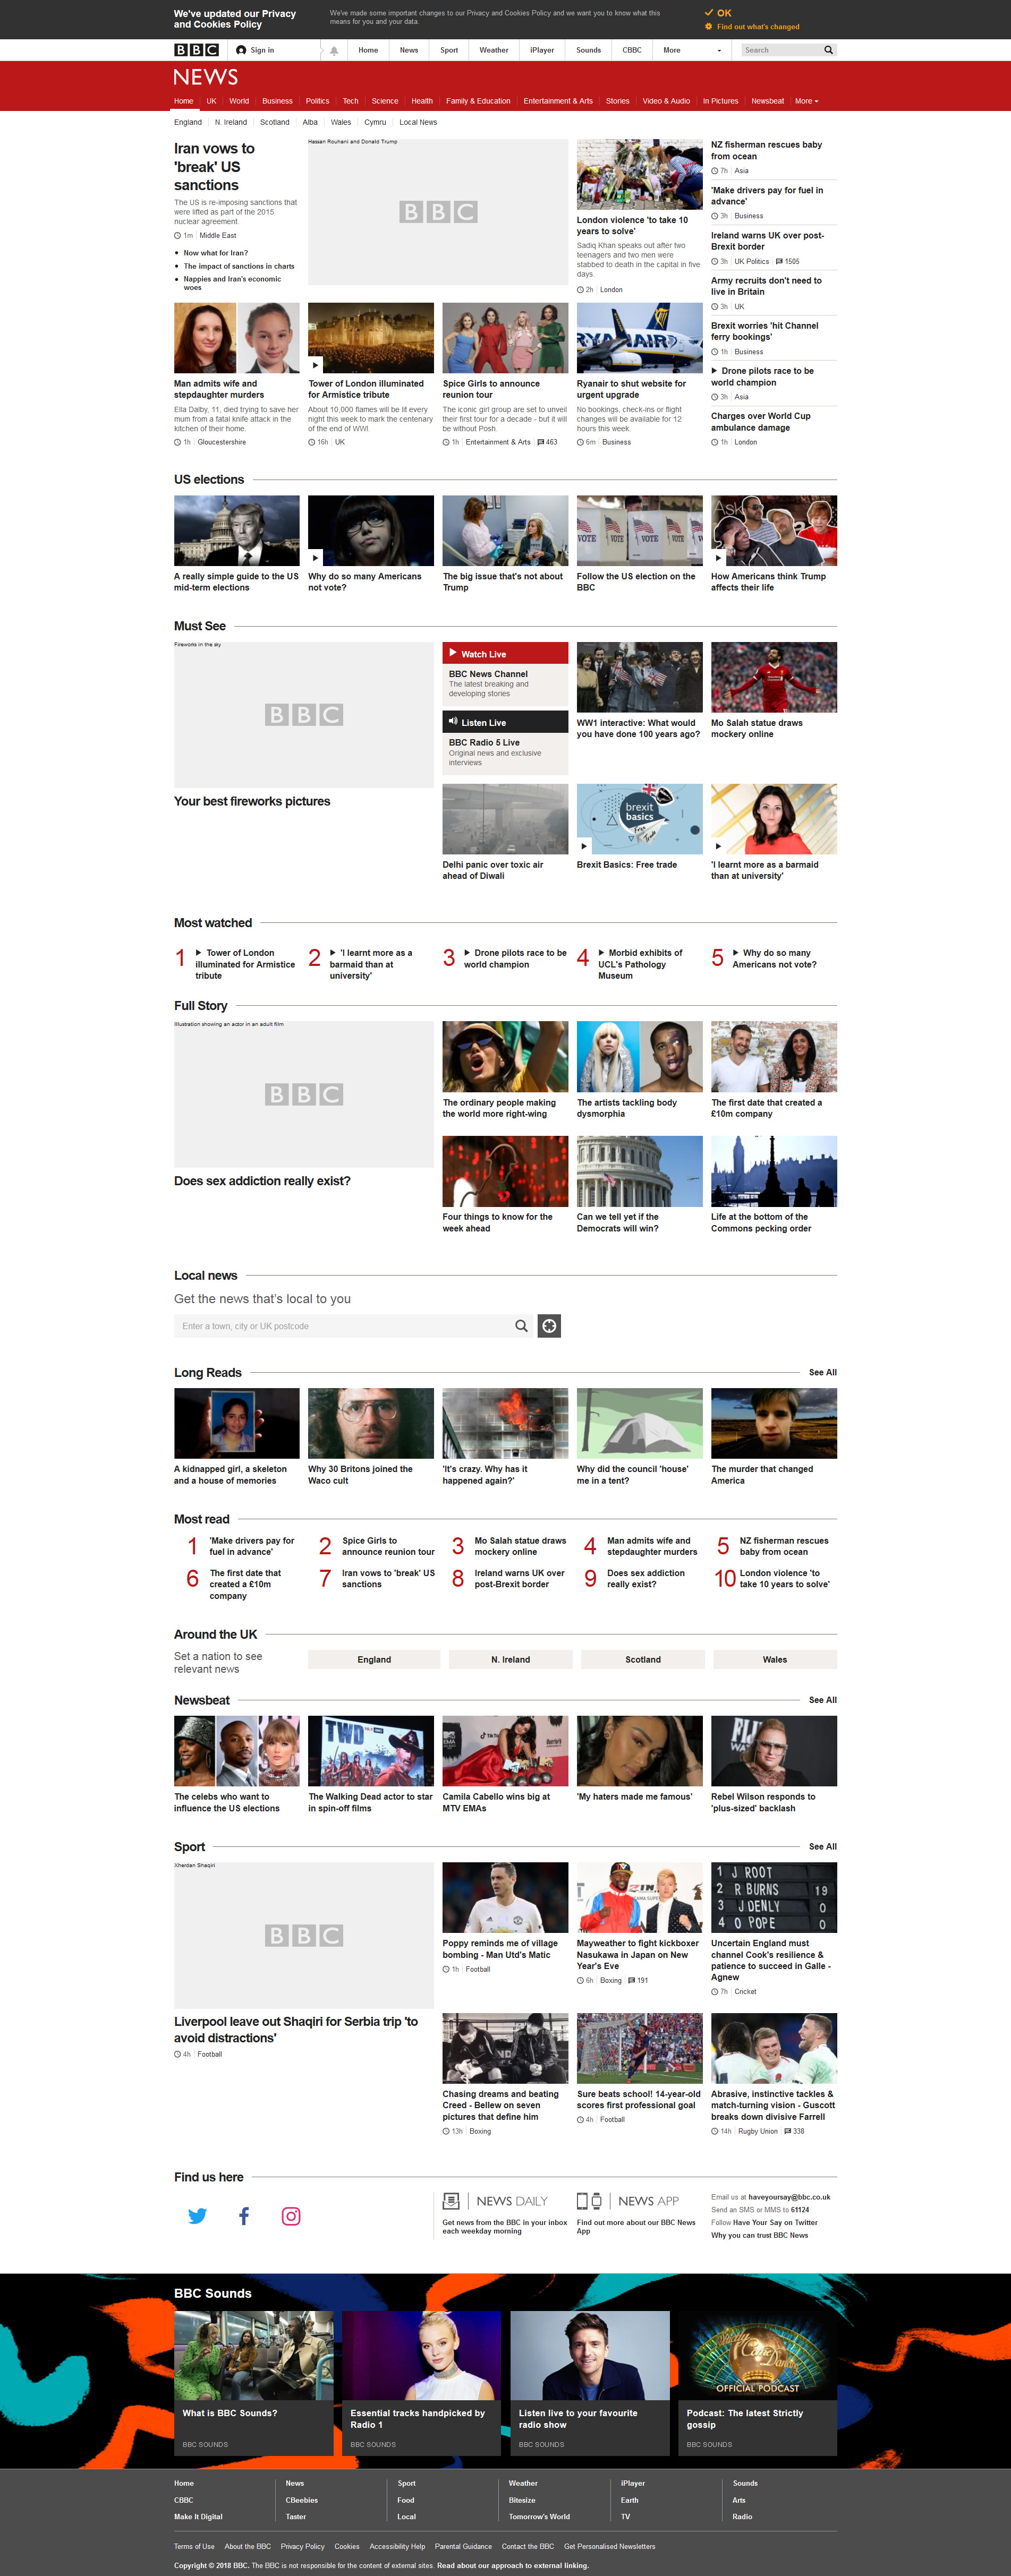 We've updated our Privacy
and Cookies Policy
We've made some important changes to our Privacy and Cookies Policy and we want you to know what this
means for you and your data.
OK
Find out what's changed
BBC
Sign in
Home
News
Sport
Weather
iPlayer
Sounds
CBBC
More
Search
NEWS
Home
UK
World
Business
Politics
Tech
Science
Health
Family & Education
Entertainment & Arts
Stories
Video & Audio
In Pictures
Newsbeat
More
England
N. Ireland
Scotland
Alba
Wales
Cymru
Local News
Iran vows to
'break' US
sanctions
The US is re-imposing sanctions that
were lifted as part of the 2015
nuclear agreement.
1m
Middle East
Now what for Iran?
The impact of sanctions in charts
Nappies and Iran's economic
woes
Hassan Rouhani and Donald Trump
BBC
London violence 'to take 10
years to solve'
Sadiq Khan speaks out after two
teenagers and two men were
stabbed to death in the capital in five
days.
2h
London
NZ fisherman rescues baby
from ocean
7h
Asia
'Make drivers pay for fuel in
advance'
3h
Business
Ireland warns UK over post-
Brexit border
3h
UK Politics
1505
Army recruits don't need to
live in Britain
3h
UK
Brexit worries 'hit Channel
ferry bookings'
1h
Business
Drone pilots race to be
world champion
3h
Asia
Charges over World Cup
ambulance damage
1h
London
Man admits wife and
stepdaughter murders
Ella Dalby, 11, died trying to save her
mum from a fatal knife attack in the
kitchen of their home.
1h
Gloucestershire
Tower of London illuminated
for Armistice tribute
About 10,000 flames will be lit every
night this week to mark the centenary
of the end of WWI.
16h
UK
Spice Girls to announce
reunion tour
The iconic girl group are set to unveil
their first tour for a decade - but it will
be without Posh.
1h
Entertainment & Arts
463
RYANAIR
Ryanair to shut website for
urgent upgrade
No bookings, check-ins or flight
changes will be available for 12
hours this week.
6m
Business
US elections
A really simple guide to the US
mid-term elections
Why do so many Americans
not vote?
The big issue that's not about
Trump
VOTE VOTE VOTE VOTE
Follow the US election on the
BBC
Ask
How Americans think Trump
affects their life
Must See
Fireworks in the sky
BBC
Your best fireworks pictures
Watch Live
BBC News Channel
The latest breaking and
developing stories
Listen Live
BBC Radio 5 Live
Original news and exclusive
interviews
WW1 interactive: What would
you have done 100 years ago?
Mo Salah statue draws
mockery online
Delhi panic over toxic air
ahead of Diwali
brexit
basics
Free
Trade
Brexit Basics: Free trade
'I learnt more as a barmaid
than at university'
Most watched
1
Tower of London
illuminated for Armistice
tribute
2
'I learnt more as a
barmaid than at
university'
3
Drone pilots race to be
world champion
4
Morbid exhibits of
UCL's Pathology
Museum
5
Why do so many
Americans not vote?
Full Story
Illustration showing an actor in an adult film
BBC
Does sex addiction really exist?
The ordinary people making
the world more right-wing
The artists tackling body
dysmorphia
The first date that created a
£10m company
Four things to know for the
week ahead
Can we tell yet if the
Democrats will win?
Life at the bottom of the
Commons pecking order
Local news
Get the news that's local to you
Enter a town, city or UK postcode
Long Reads
See All
A kidnapped girl, a skeleton
and a house of memories
Why 30 Britons joined the
Waco cult
'It's crazy. Why has it
happened again?'
Why did the council 'house'
me in a tent?
The murder that changed
America
Most read
1
'Make drivers pay for
fuel in advance'
2
Spice Girls to
announce reunion tour
3
Mo Salah statue draws
mockery online
4
Man admits wife and
stepdaughter murders
5
NZ fisherman rescues
baby from ocean
6
The first date that
created a £10m
company
7
Iran vows to 'break' US
sanctions
8
Ireland warns UK over
post-Brexit border
9
Does sex addiction
really exist?
10
London violence 'to
take 10 years to solve'
Around the UK
Set a nation to see
relevant news
England
N. Ireland
Scotland
Wales
Newsbeat
See All
The celebs who want to
influence the US elections
TWD
The Walking Dead actor to star
in spin-off films
Camila Cabello wins big at
MTV EMAs
'My haters made me famous'
Rebel Wilson responds to
'plus-sized' backlash
Sport
See All
Xherdan Shaqiri
BBC
Liverpool leave out Shaqiri for Serbia trip 'to
avoid distractions'
4h
Football
Poppy reminds me of village
bombing - Man Utd's Matic
1h
Football
Mayweather to fight kickboxer
Nasukawa in Japan on New
Year's Eve
6h
Boxing
191
1 J ROOT
2 R BURNS 19
3 J DENLY 0
4 O POPE 0
Uncertain England must
channel Cook's resilience &
patience to succeed in Galle -
Agnew
7h
Cricket
Chasing dreams and beating
Creed - Bellew on seven
pictures that define him
13h
Boxing
Sure beats school! 14-year-old
scores first professional goal
4h
Football
Abrasive, instinctive tackles &
match-turning vision - Guscott
breaks down divisive Farrell
14h
Rugby Union
338
Find us here
NEWS DAILY
Get news from the BBC in your inbox
each weekday morning
NEWS APP
Find out more about our BBC News
App
Email us at haveyoursay@bbc.co.uk
Send an SMS or MMS to 61124
Follow Have Your Say on Twitter
Why you can trust BBC News
BBC Sounds
What is BBC Sounds?
BBC SOUNDS
Essential tracks handpicked by
Radio 1
BBC SOUNDS
Listen live to your favourite
radio show
BBC SOUNDS
Strictly
Come
Dancing
OFFICIAL PODCAST
Podcast: The latest Strictly
gossip
BBC SOUNDS
Home
News
Sport
Weather
iPlayer
Sounds
CBBC
CBeebies
Food
Bitesize
Earth
Arts
Make It Digital
Taster
Local
Tomorrow's World
TV
Radio
Terms of Use
About the BBC
Privacy Policy
Cookies
Accessibility Help
Parental Guidance
Contact the BBC
Get Personalised Newsletters
Copyright © 2018 BBC. The BBC is not responsible for the content of external sites. Read about our approach to external linking.